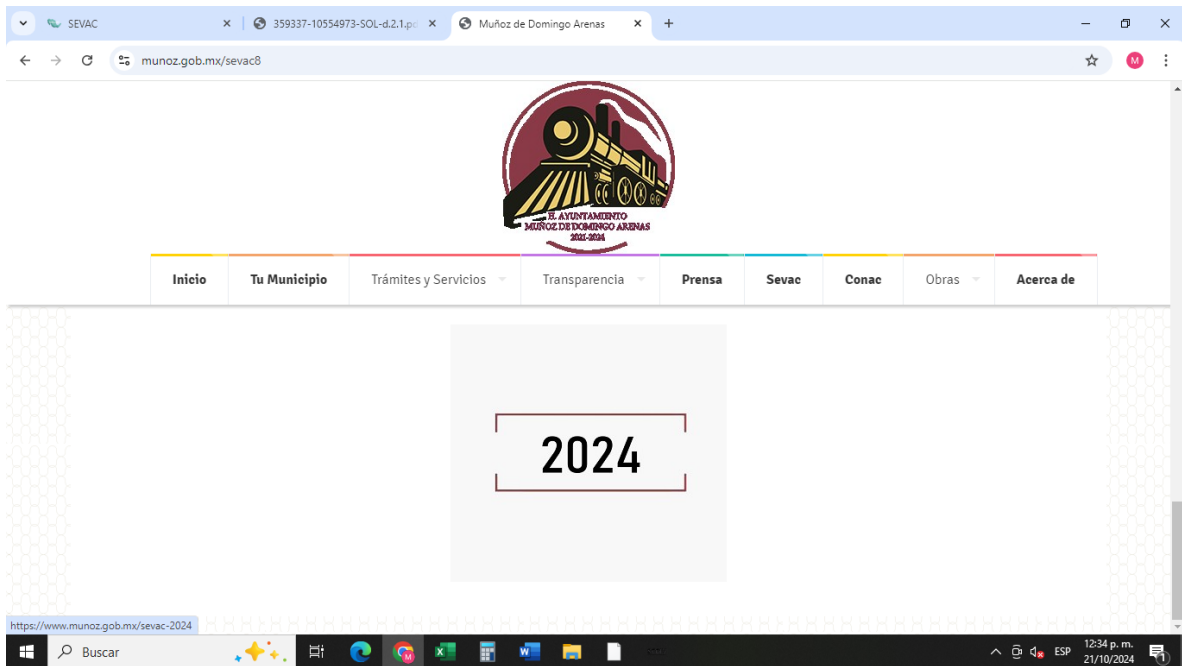 SEVAC
359337-10554973-SOL-d.2.1.pc
Muñoz de Domingo Arenas
munoz.gob.mx/sevac8
M
H. AYUNTAMIENTO
MUÑOZ DE DOMINGO ARENAS
2021-2024
Inicio
Tu Municipio
Trámites y Servicios
Transparencia
Prensa
Sevac
Conac
Obras
Acerca de
2024
https://www.munoz.gob.mx/sevac-2024
Buscar
ESP
12:34 p. m.
21/10/2024
1